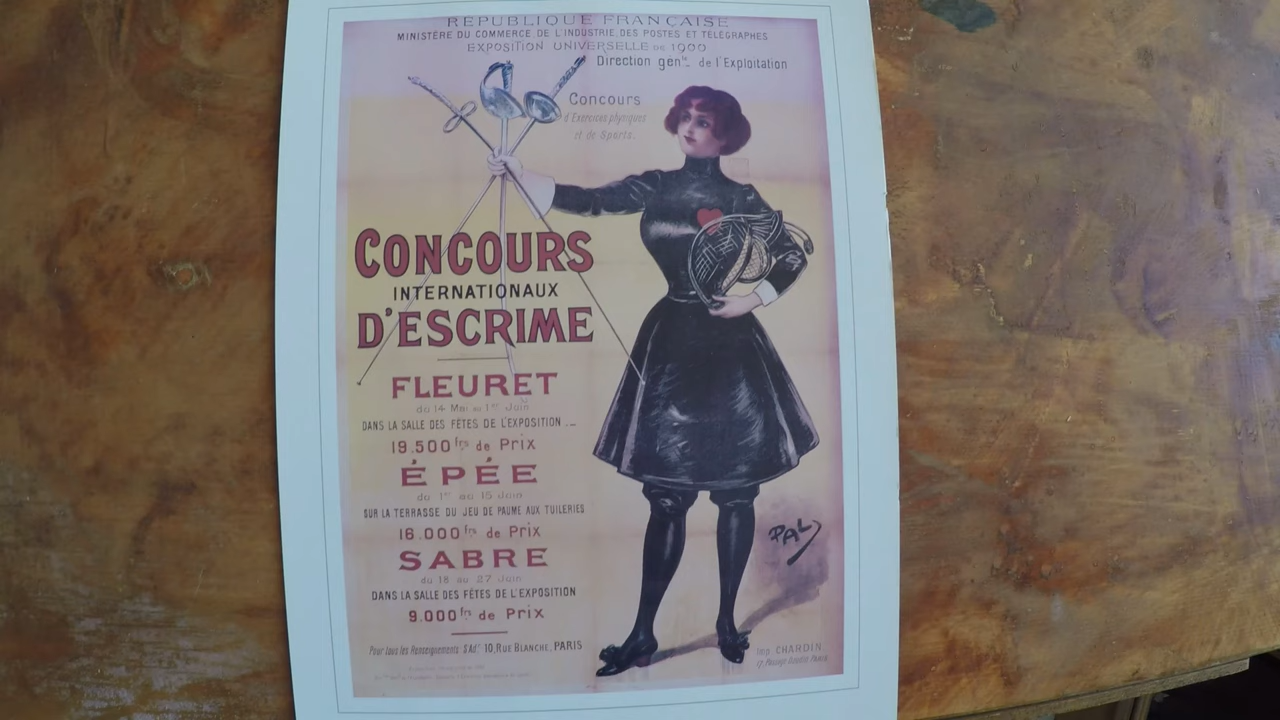 REPUBLIQUE FRANÇAISE
MINISTÈRE DU COMMERCE DE L'INDUSTRIE, DES POSTES ET TÉLÉGRAPHES
EXPOSITION UNIVERSELLE DE 1900
Direction génle de l'Exploitation
Concours
d'Exercices physiques
et de Sports.
CONCOURS
INTERNATIONAUX
D'ESCRIME
FLEURET
du 14 Mai au 1er Juin
DANS LA SALLE DES FÊTES DE L'EXPOSITION
19.500 frs de Prix
ÉPÉE
du 1er au 15 Juin
SUR LA TERRASSE DU JEU DE PAUME AUX TUILERIES
16.000 frs de Prix
SABRE
du 18 au 27 Juin
DANS LA SALLE DES FÊTES DE L'EXPOSITION
9.000 frs de Prix
Pour tous les Renseignements S'Adr 10, RUE BLANCHE, PARIS
PAL
Imp. CHARDIN